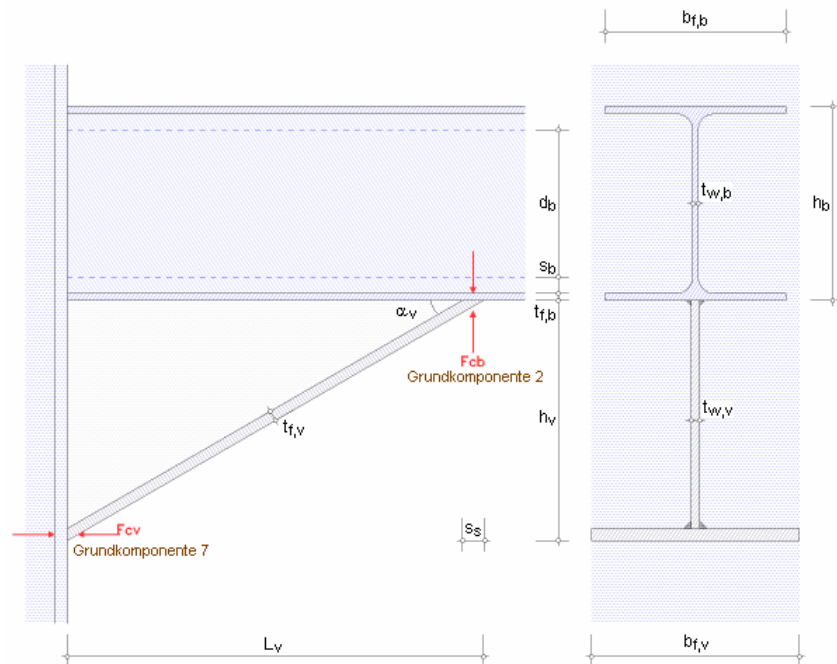 bf,b
tw,b
hb
db
sb
αv
tf,b
Fcb
Grundkomponente 2
tf,v
hv
tw,v
Fcv
Grundkomponente 7
ss
Lv
bf,v